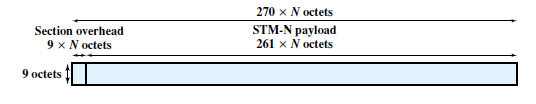 270 × N octets
Section overhead
9 × N octets
STM-N payload
261 × N octets
9 octets